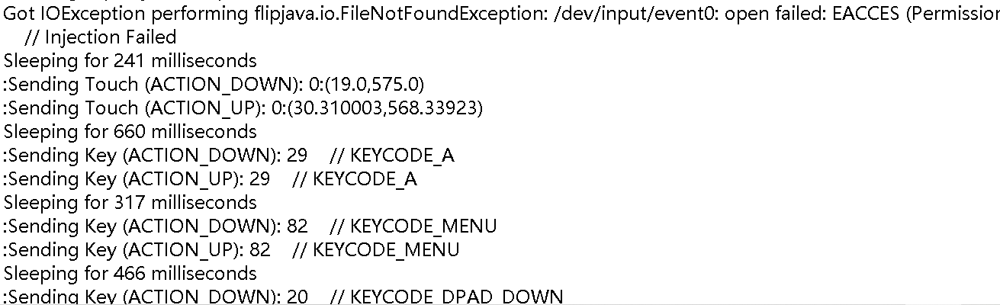 Got IOException performing flipjava.io.FileNotFoundException: /dev/input/event0: open failed: EACCES (Permission
// Injection Failed
Sleeping for 241 milliseconds
:Sending Touch (ACTION_DOWN): 0:(19.0,575.0)
:Sending Touch (ACTION_UP): 0:(30.310003,568.33923)
Sleeping for 660 milliseconds
:Sending Key (ACTION_DOWN): 29    // KEYCODE_A
:Sending Key (ACTION_UP): 29    // KEYCODE_A
Sleeping for 317 milliseconds
:Sending Key (ACTION_DOWN): 82    // KEYCODE_MENU
:Sending Key (ACTION_UP): 82    // KEYCODE_MENU
Sleeping for 466 milliseconds
:Sending Key (ACTION_DOWN): 20    // KEYCODE_DPAD_DOWN